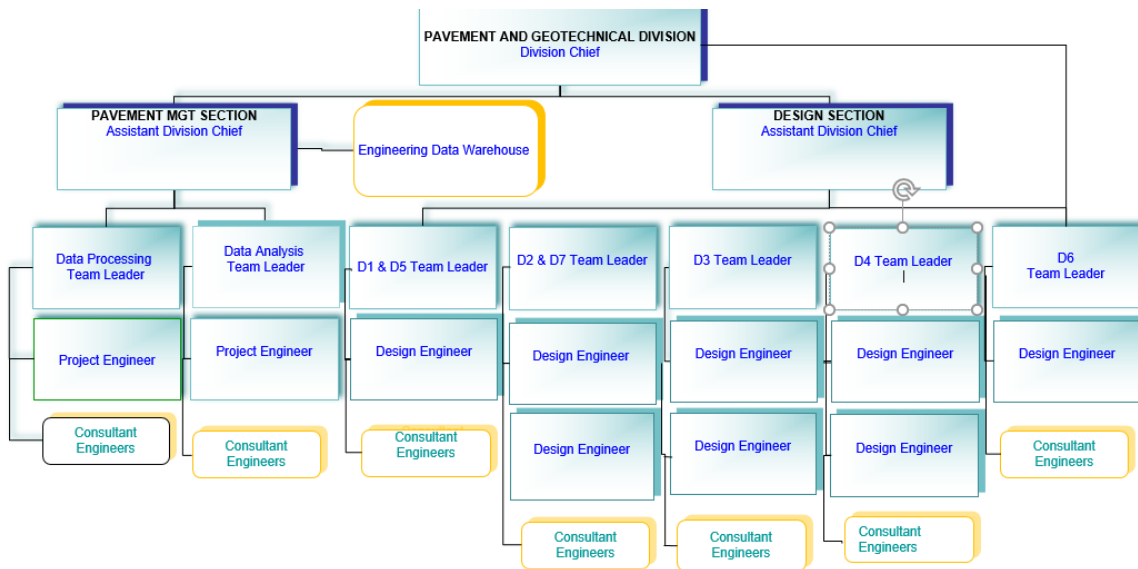 PAVEMENT AND GEOTECHNICAL DIVISION
Division Chief
PAVEMENT MGT SECTION
Assistant Division Chief
Engineering Data Warehouse
DESIGN SECTION
Assistant Division Chief
Data Processing
Team Leader
Data Analysis
Team Leader
D1 & D5 Team Leader
D2 & D7 Team Leader
D3 Team Leader
D4 Team Leader
D6
Team Leader
Project Engineer
Project Engineer
Design Engineer
Design Engineer
Design Engineer
Design Engineer
Design Engineer
Consultant
Engineers
Consultant
Engineers
Consultant
Engineers
Design Engineer
Design Engineer
Design Engineer
Consultant
Engineers
Consultant
Engineers
Consultant
Engineers
Consultant
Engineers